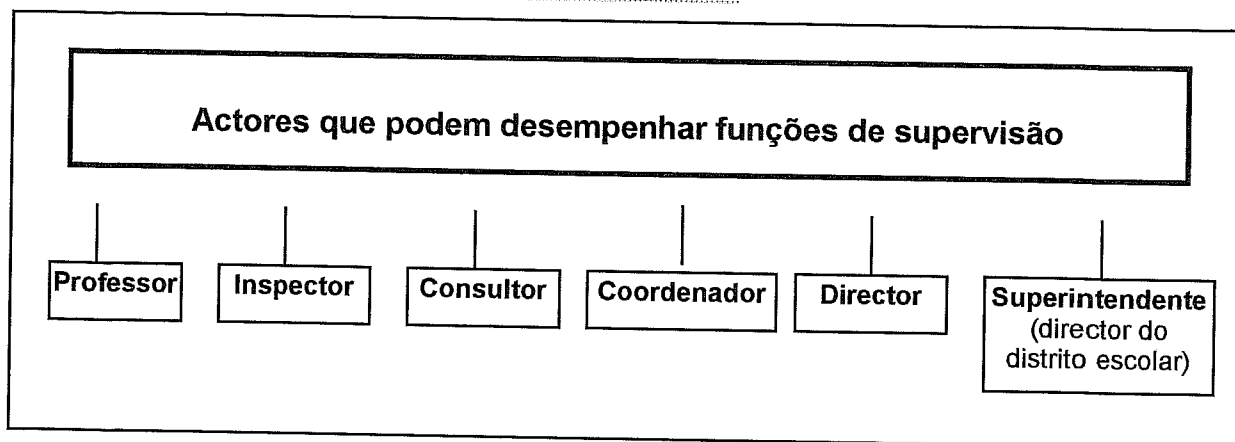 Actores que podem desempenhar funções de supervisão
Professor
Inspector
Consultor
Coordenador
Director
Superintendente
(director do
distrito escolar)